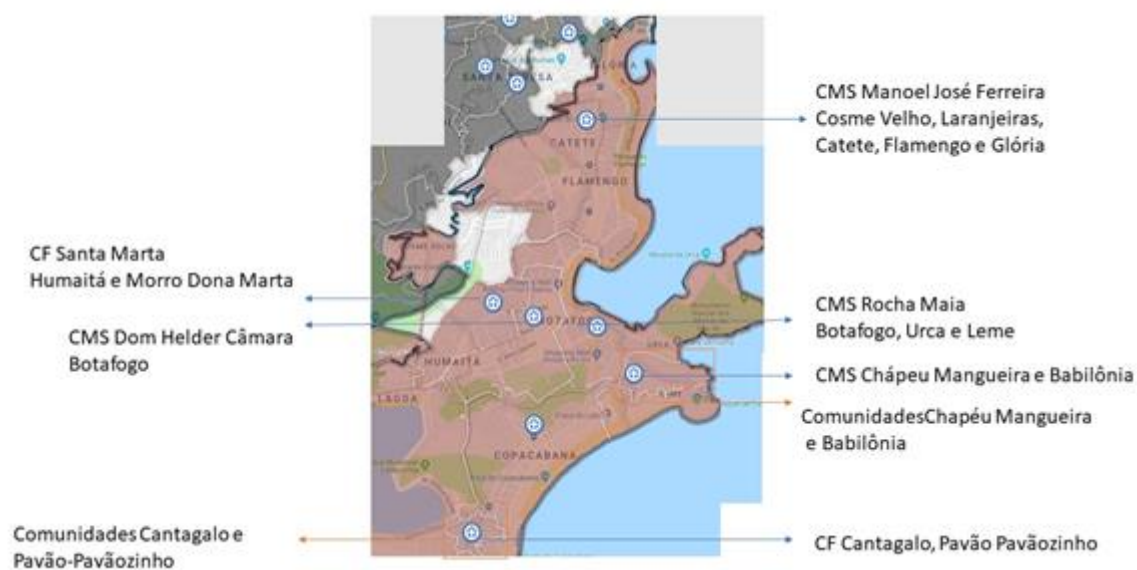 CMS Manoel José Ferreira
Cosme Velho, Laranjeiras,
Catete, Flamengo e Glória
CF Santa Marta
Humaitá e Morro Dona Marta
CMS Dom Helder Câmara
Botafogo
CMS Rocha Maia
Botafogo, Urca e Leme
CMS Chápeu Mangueira e Babilônia
ComunidadesChapéu Mangueira
e Babilônia
Comunidades Cantagalo e
Pavão-Pavãozinho
CF Cantagalo, Pavão Pavãozinho
CATETE
FLAMENGO
HUMAITÁ
URCA
LAGOA
COPACABANA